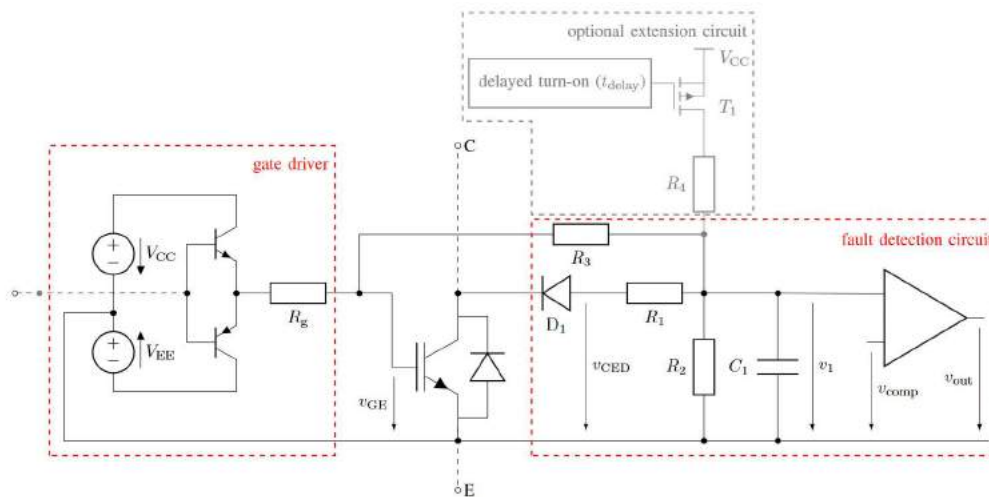 optional extension circuit
V_CC
delayed turn-on (t_delay)
T_1
C
R_4
gate driver
fault detection circuit
R_3
V_CC
R_g
D_1
R_1
V_EE
v_CED
R_2
C_1
v_1
v_GE
v_comp
v_out
E
+
−
+
−